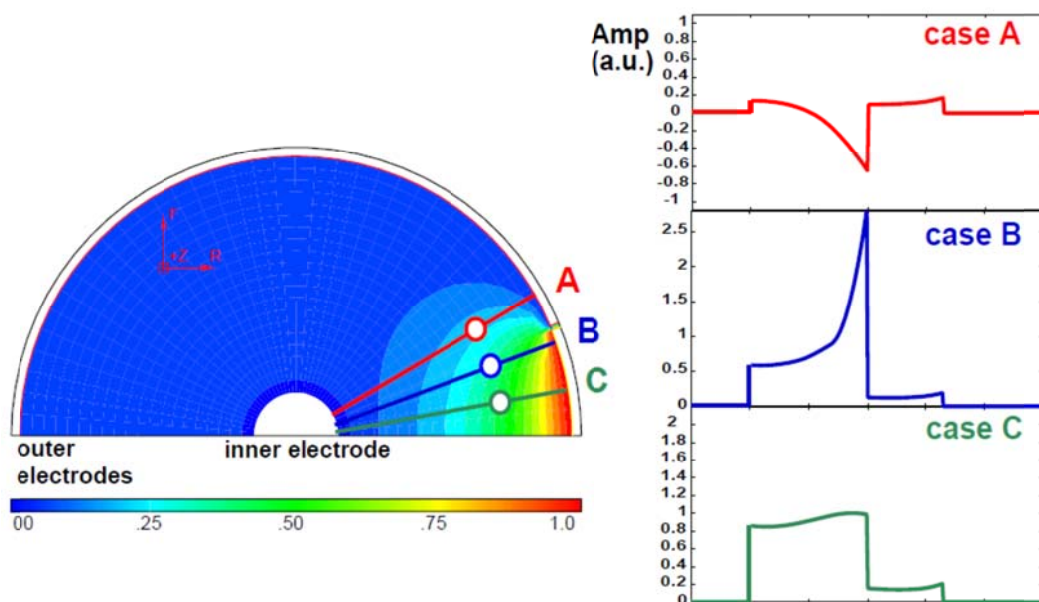 Amp
(a.u.)
case A
1
0.8
0.6
0.4
0.2
0
-0.2
-0.4
-0.6
-0.8
-1
case B
2.5
2
1.5
1
0.5
0
case C
2
1.8
1.6
1.4
1.2
1
0.8
0.6
0.4
0.2
0
r
+Z
R
A
B
C
outer
electrodes
inner electrode
00 .25 .50 .75 1.0